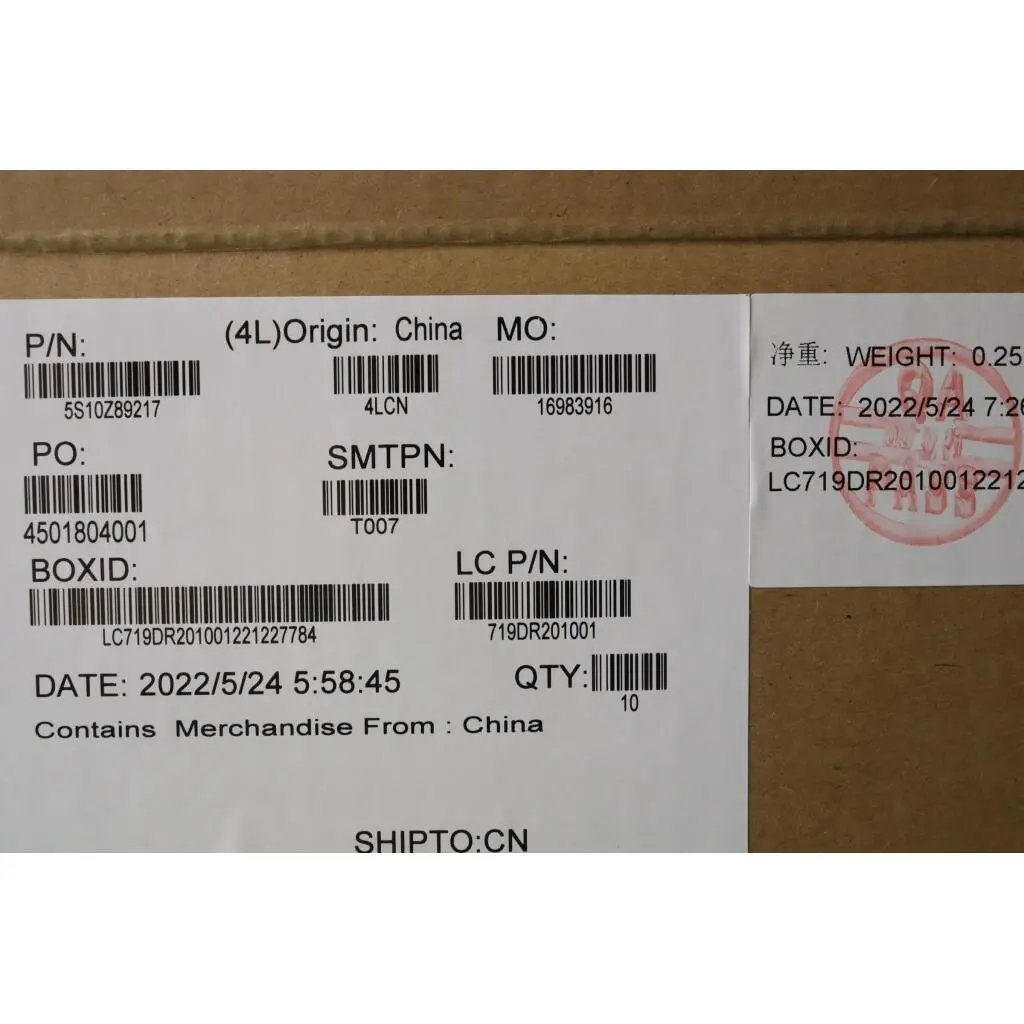 P/N:
(4L)Origin: China
MO:
5S10Z89217
4LCN
16983916
PO:
SMTPN:
4501804001
T007
BOXID:
LC P/N:
LC719DR201001221227784
719DR201001
DATE: 2022/5/24 5:58:45
QTY:
10
Contains Merchandise From : China
SHIPTO:CN
净重: WEIGHT: 0.25
DATE: 2022/5/24 7:26
BOXID:
LC719DR2010012212
QA
PASS